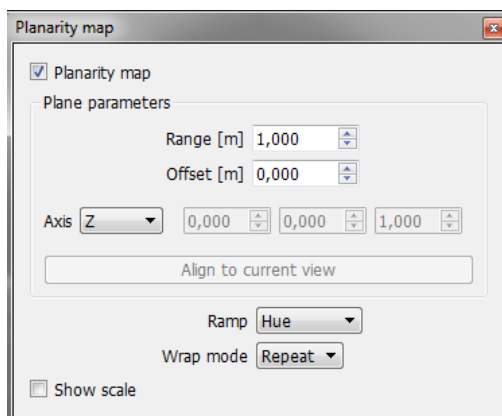 Planarity map
Planarity map
Plane parameters
Range [m] 1,000
Offset [m] 0,000
Axis Z 0,000 0,000 1,000
Align to current view
Ramp Hue
Wrap mode Repeat
Show scale